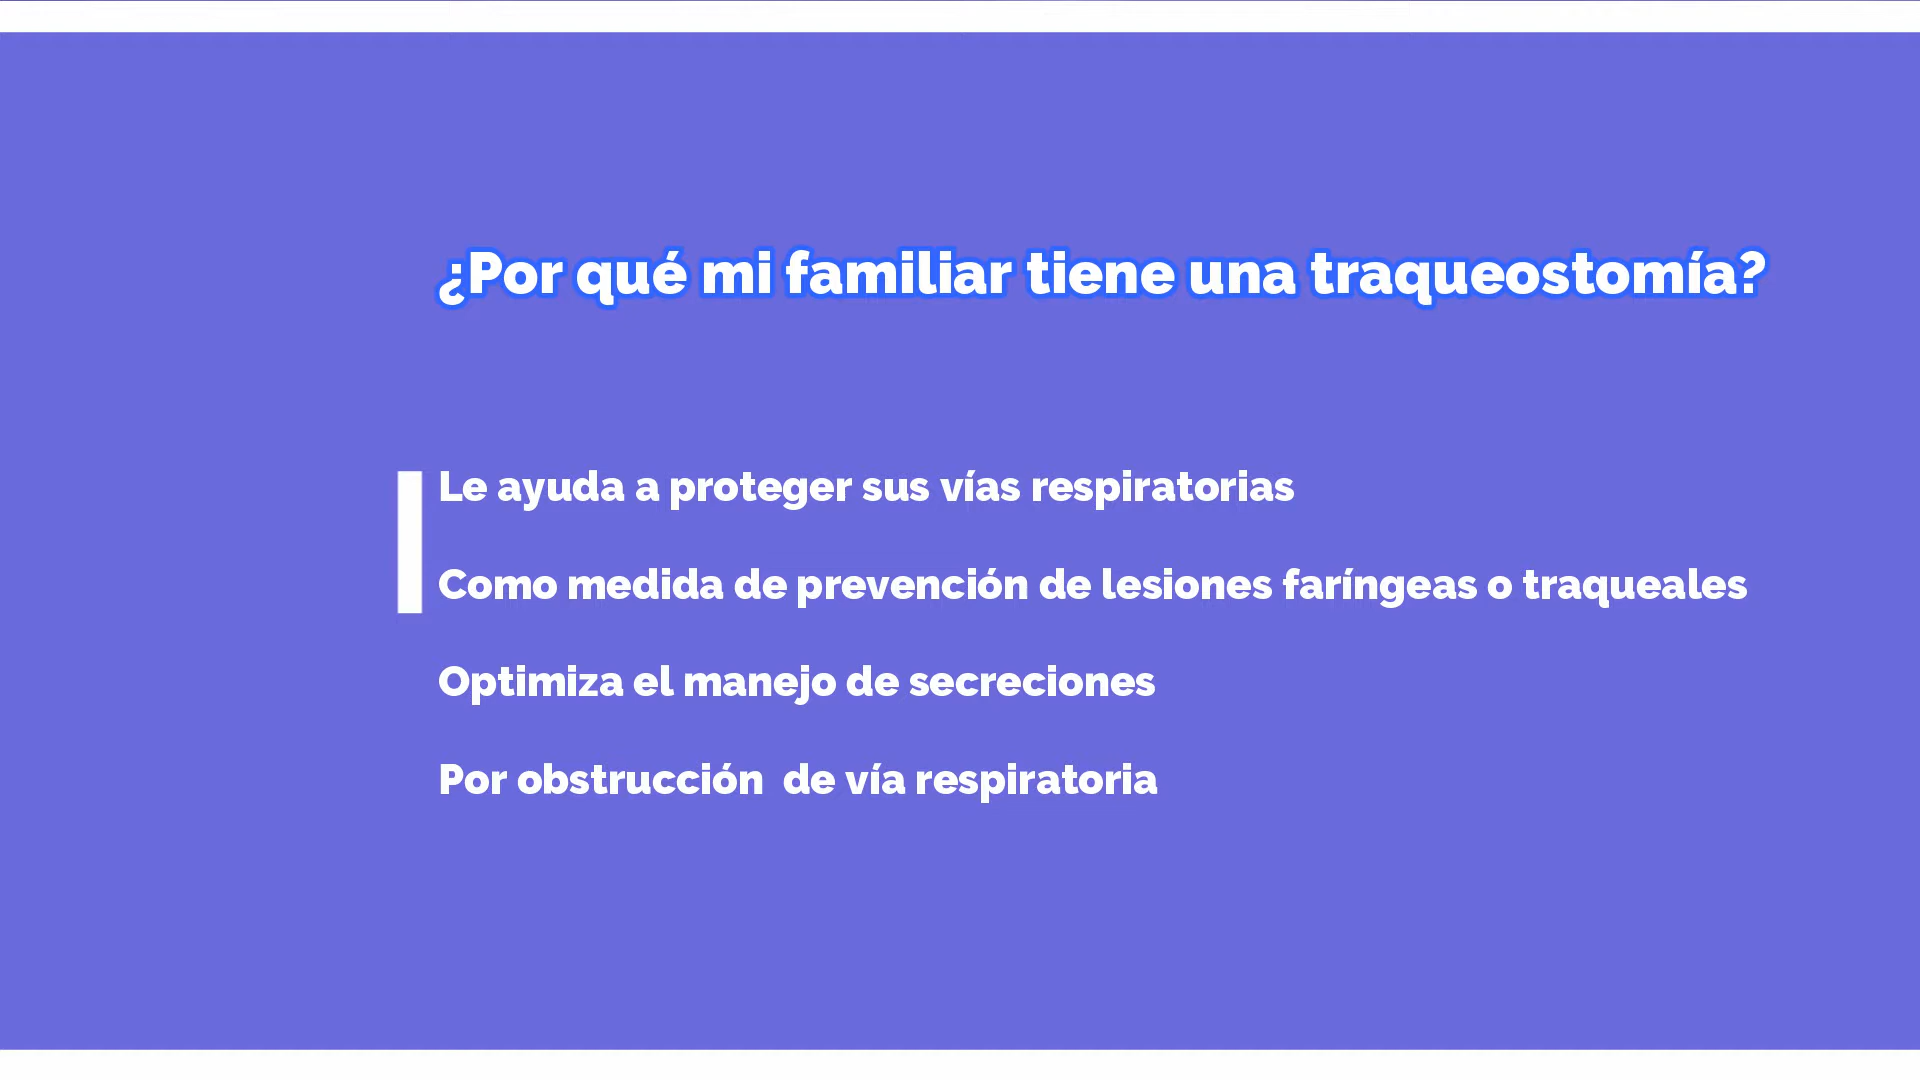 ¿Por qué mi familiar tiene una traqueostomía?
Le ayuda a proteger sus vías respiratorias
Como medida de prevención de lesiones faríngeas o traqueales
Optimiza el manejo de secreciones
Por obstrucción  de vía respiratoria